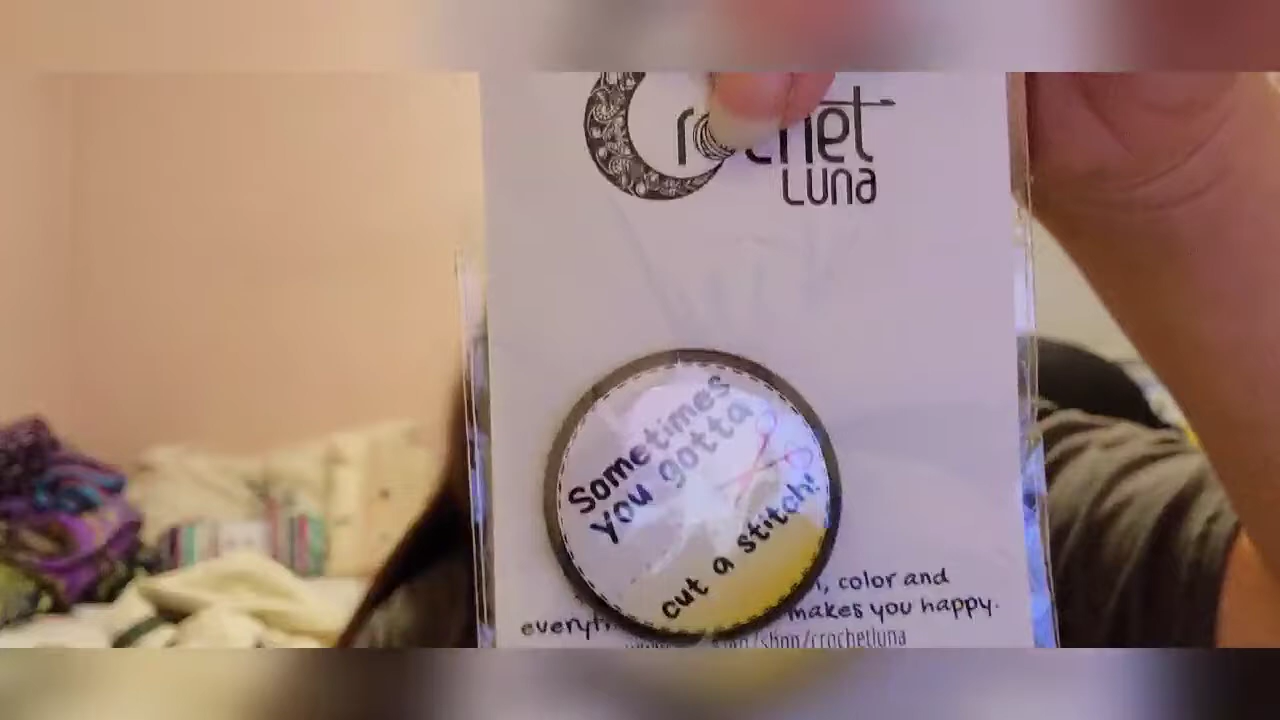 Crochet
Luna
Sometimes
you gotta
cut a stitch!
color and
makes you happy.
/shop/crochetluna